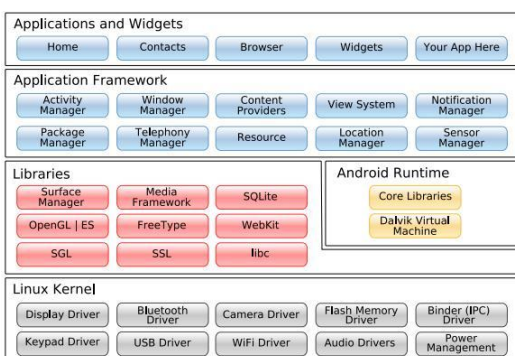 Applications and Widgets
Home
Contacts
Browser
Widgets
Your App Here
Application Framework
Activity
Manager
Window
Manager
Content
Providers
View System
Notification
Manager
Package
Manager
Telephony
Manager
Resource
Location
Manager
Sensor
Manager
Libraries
Surface
Manager
Media
Framework
SQLite
OpenGL | ES
FreeType
WebKit
SGL
SSL
libc
Android Runtime
Core Libraries
Dalvik Virtual
Machine
Linux Kernel
Display Driver
Bluetooth
Driver
Camera Driver
Flash Memory
Driver
Binder (IPC)
Driver
Keypad Driver
USB Driver
WiFi Driver
Audio Drivers
Power
Management